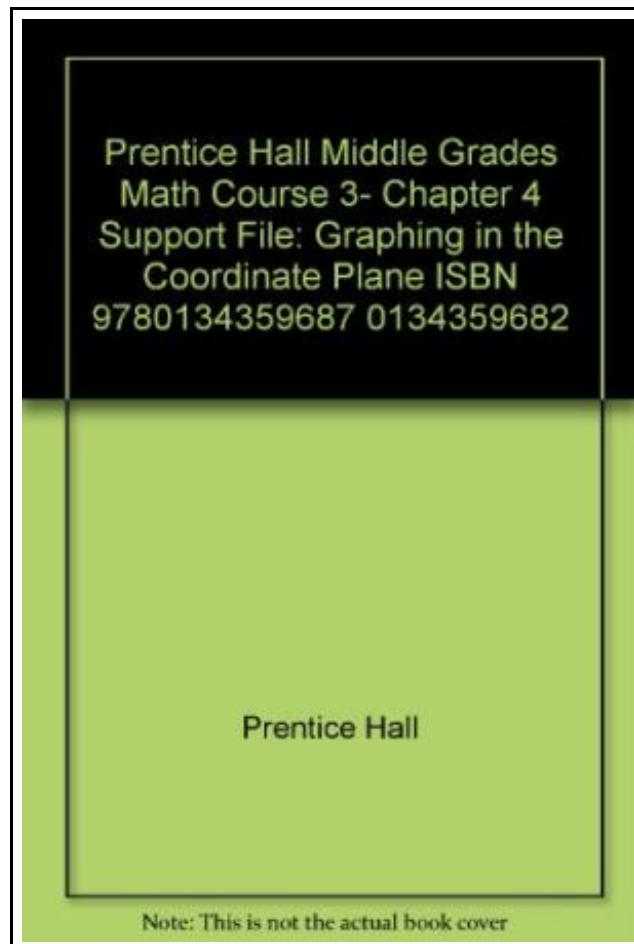 Prentice Hall Middle Grades
Math Course 3- Chapter 4
Support File: Graphing in the
Coordinate Plane ISBN
9780134359687 0134359682
Prentice Hall
Note: This is not the actual book cover